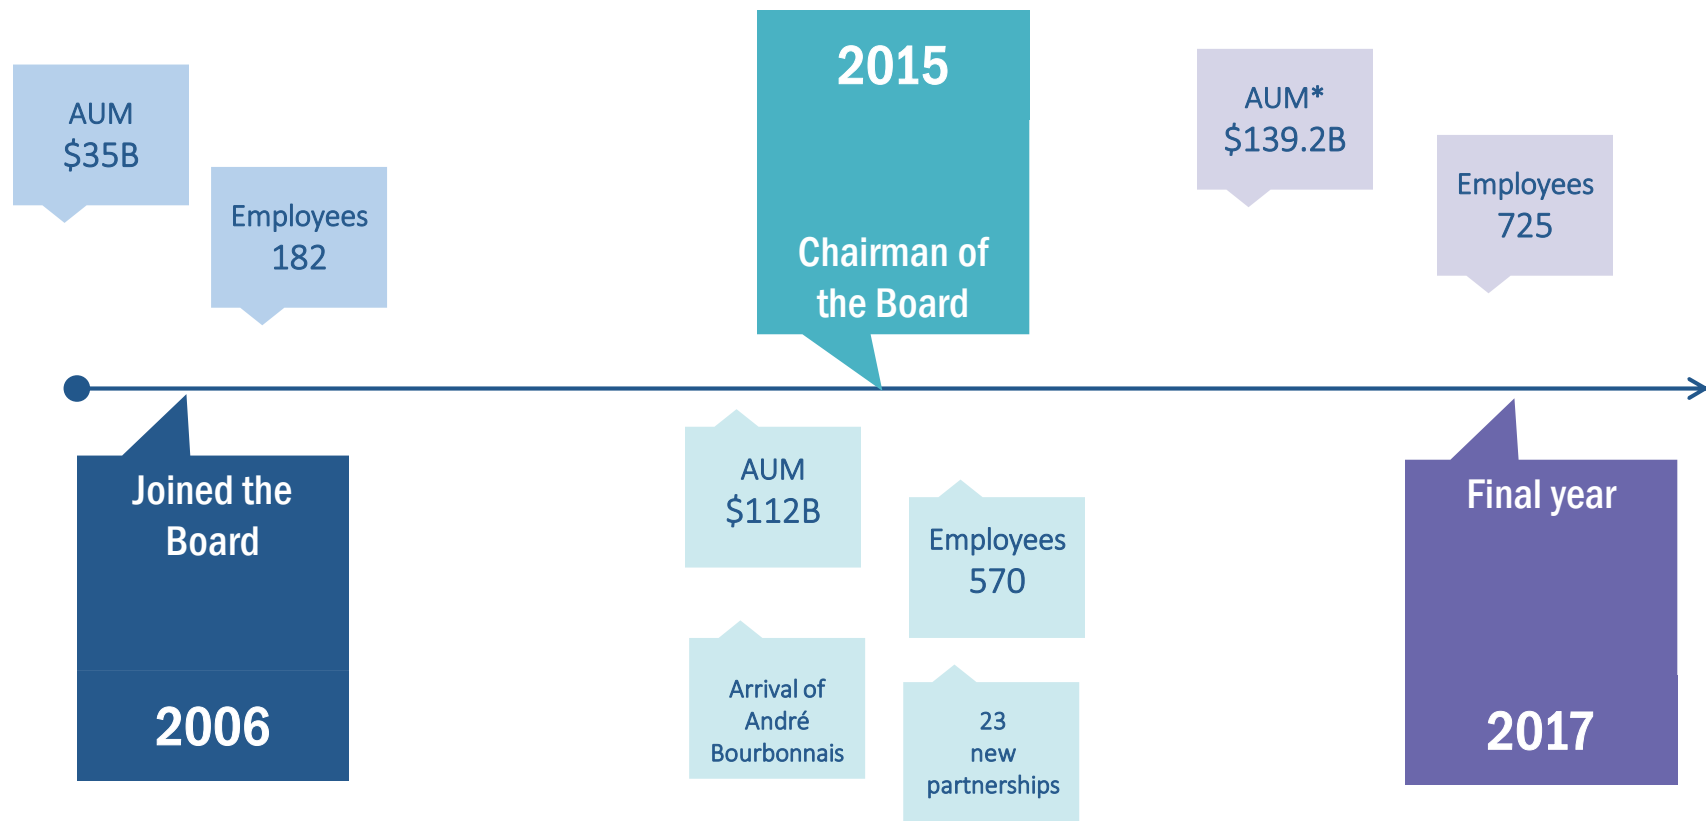 AUM
$35B
Employees
182
Joined the
Board
2006
2015
Chairman of
the Board
AUM
$112B
Employees
570
Arrival of
André
Bourbonnais
23
new
partnerships
AUM*
$139.2B
Employees
725
Final year
2017